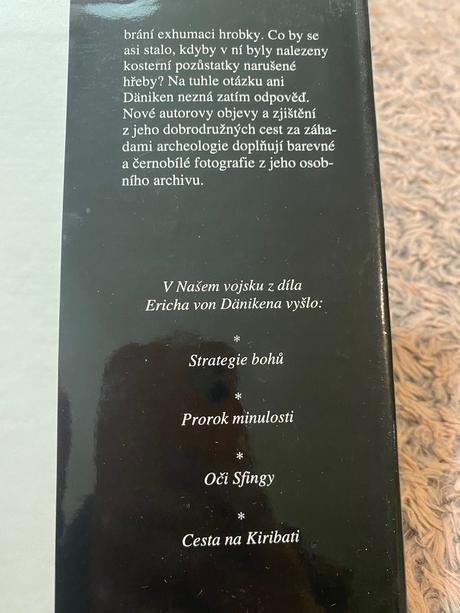 brání exhumaci hrobky. Co by se
asi stalo, kdyby v ní byly nalezeny
kosterní pozůstatky narušené
hřeby? Na tuhle otázku ani
Däniken nezná zatím odpověď.
Nové autorovy objevy a zjištění
z jeho dobrodružných cest za záha-
dami archeologie doplňují barevné
a černobílé fotografie z jeho osob-
ního archivu.
V Našem vojsku z díla
Ericha von Dänikena vyšlo:
*
Strategie bohů
*
Prorok minulosti
*
Oči Sfingy
*
Cesta na Kiribati